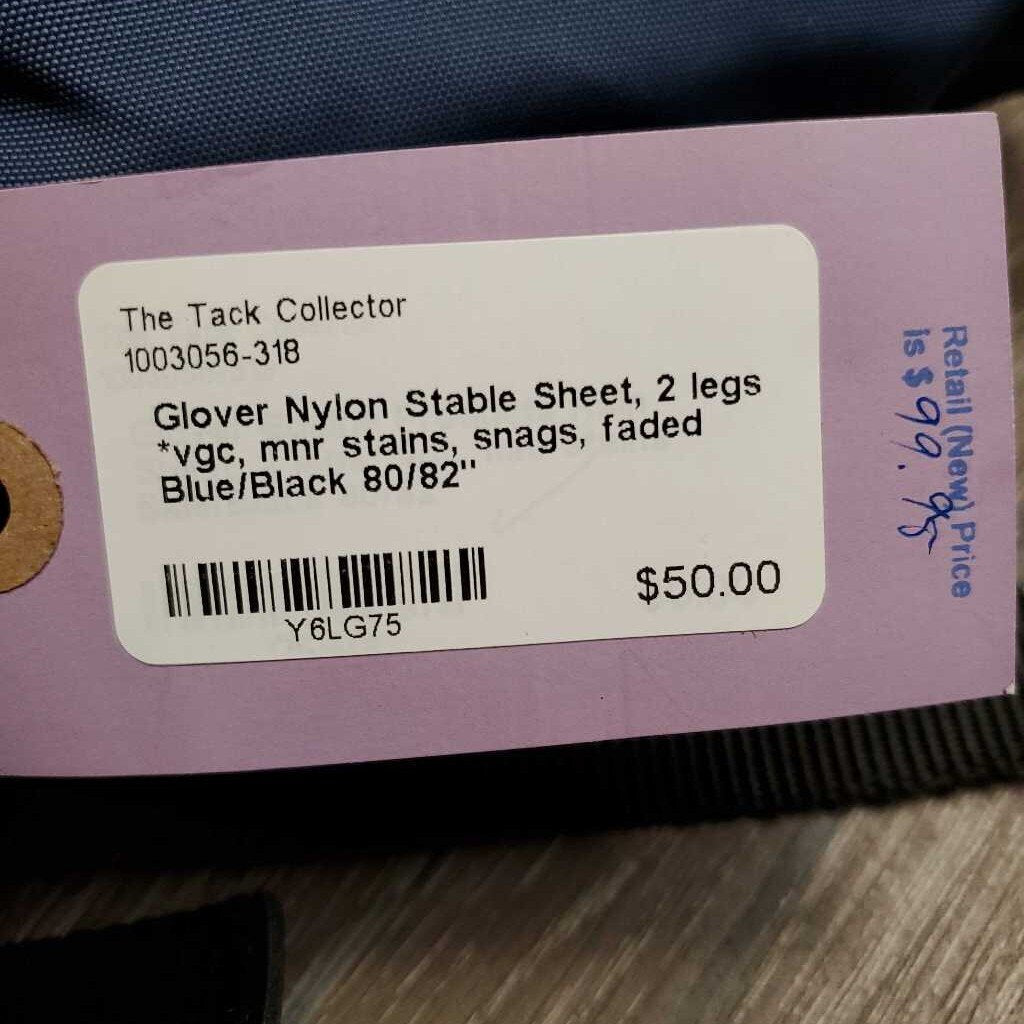 The Tack Collector
1003056-318
Glover Nylon Stable Sheet, 2 legs
*vgc, mnr stains, snags, faded
Blue/Black 80/82"
Y6LG75
$50.00
Retail (New) Price
is $ 99.95